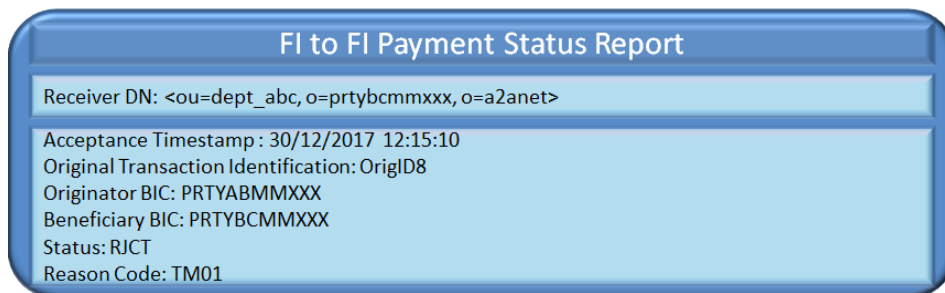 FI to FI Payment Status Report
Receiver DN: <ou=dept_abc, o=prtybcmmxxx, o=a2anet>
Acceptance Timestamp : 30/12/2017 12:15:10
Original Transaction Identification: OrigID8
Originator BIC: PRTYABMMXXX
Beneficiary BIC: PRTYBCMMXXX
Status: RJCT
Reason Code: TM01